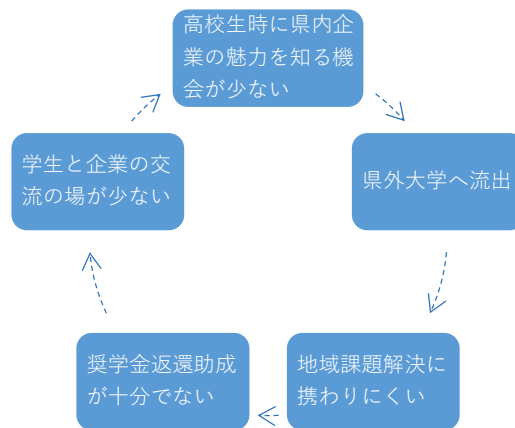 高校生時に県内企
業の魅力を知る機
会が少ない
県外大学へ流出
地域課題解決に
携わりにくい
奨学金返還助成
が十分でない
学生と企業の交
流の場が少ない